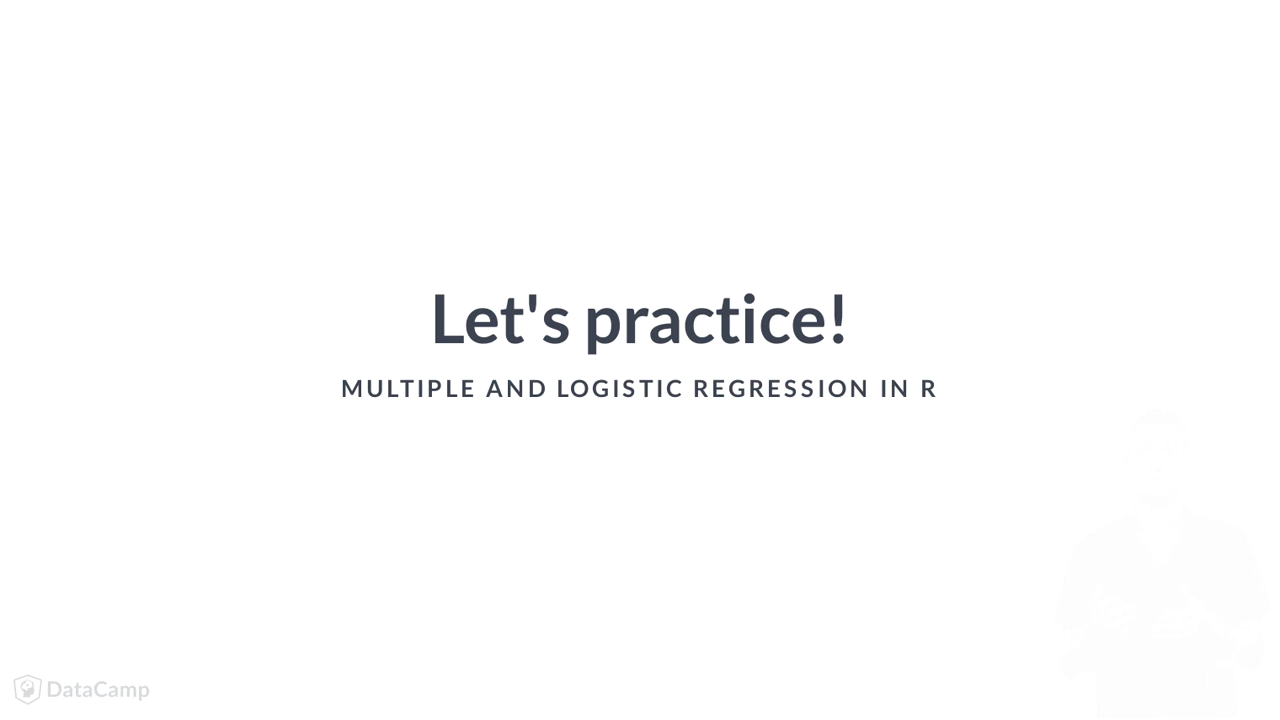 Let's practice!
MULTIPLE AND LOGISTIC REGRESSION IN R
DataCamp